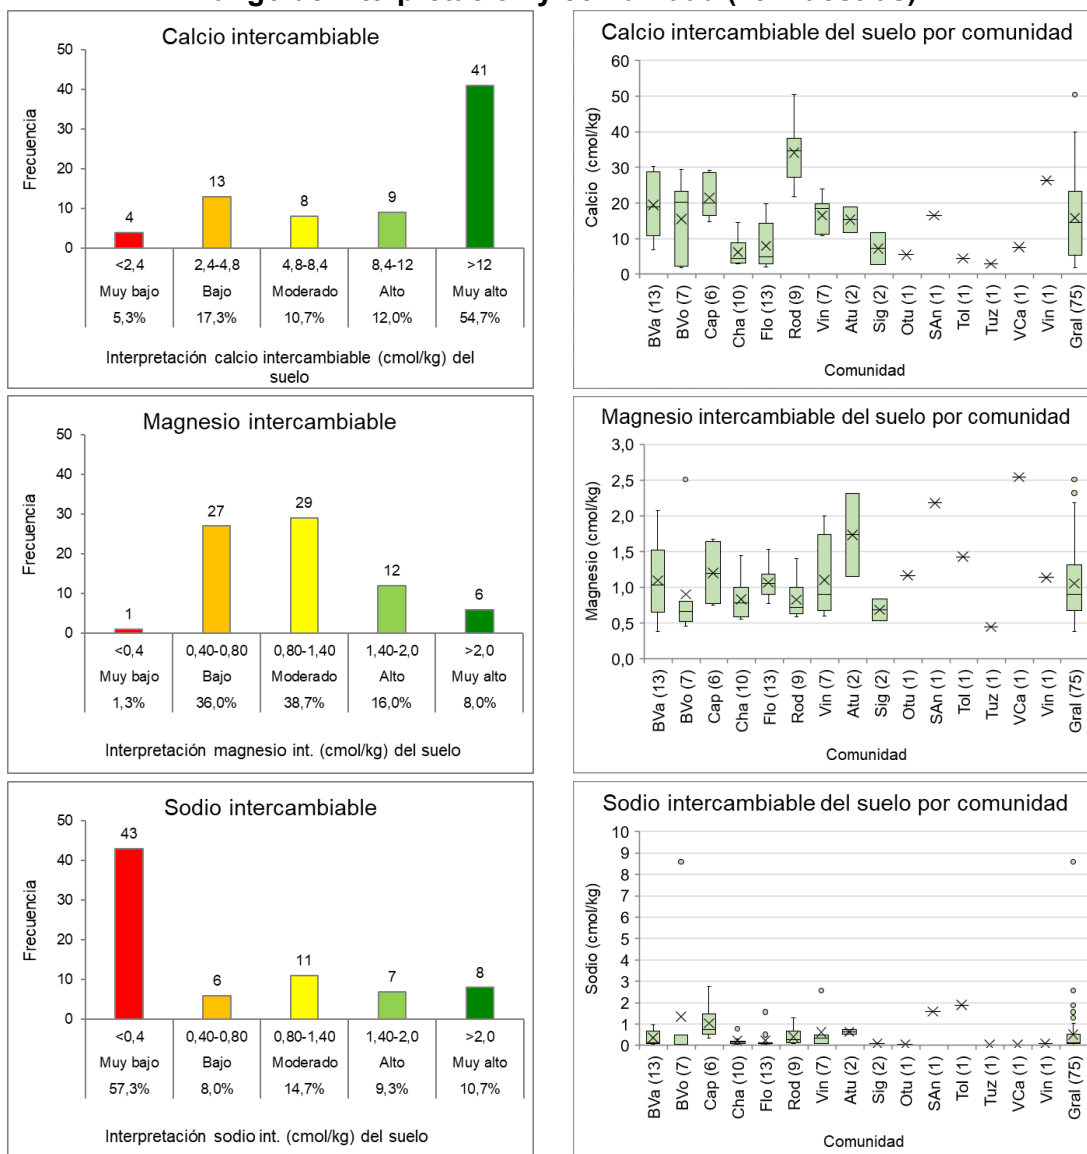 Calcio intercambiable
Frecuencia
50
40
30
20
10
0
4
13
8
9
41
<2,4 2,4-4,8 4,8-8,4 8,4-12 >12
Muy bajo Bajo Moderado Alto Muy alto
5,3% 17,3% 10,7% 12,0% 54,7%
Interpretación calcio intercambiable (cmol/kg) del
suelo
Calcio intercambiable del suelo por comunidad
Calcio (cmol/kg)
60
50
40
30
20
10
0
BVa (13)
BVo (7)
Cap (6)
Cha (10)
Flo (13)
Rod (9)
Vin (7)
Atu (2)
Sig (2)
Otu (1)
SAn (1)
Tol (1)
Tuz (1)
VCa (1)
Vin (1)
Gral (75)
Comunidad
Magnesio intercambiable
Frecuencia
50
40
30
20
10
0
1
27
29
12
6
<0,4 0,40-0,80 0,80-1,40 1,40-2,0 >2,0
Muy bajo Bajo Moderado Alto Muy alto
1,3% 36,0% 38,7% 16,0% 8,0%
Interpretación magnesio int. (cmol/kg) del suelo
Magnesio intercambiable del suelo por comunidad
Magnesio (cmol/kg)
3,0
2,5
2,0
1,5
1,0
0,5
0,0
BVa (13)
BVo (7)
Cap (6)
Cha (10)
Flo (13)
Rod (9)
Vin (7)
Atu (2)
Sig (2)
Otu (1)
SAn (1)
Tol (1)
Tuz (1)
VCa (1)
Vin (1)
Gral (75)
Comunidad
Sodio intercambiable
Frecuencia
50
40
30
20
10
0
43
6
11
7
8
<0,4 0,40-0,80 0,80-1,40 1,40-2,0 >2,0
Muy bajo Bajo Moderado Alto Muy alto
57,3% 8,0% 14,7% 9,3% 10,7%
Interpretación sodio int. (cmol/kg) del suelo
Sodio intercambiable del suelo por comunidad
Sodio (cmol/kg)
10
9
8
7
6
5
4
3
2
1
0
BVa (13)
BVo (7)
Cap (6)
Cha (10)
Flo (13)
Rod (9)
Vin (7)
Atu (2)
Sig (2)
Otu (1)
SAn (1)
Tol (1)
Tuz (1)
VCa (1)
Vin (1)
Gral (75)
Comunidad